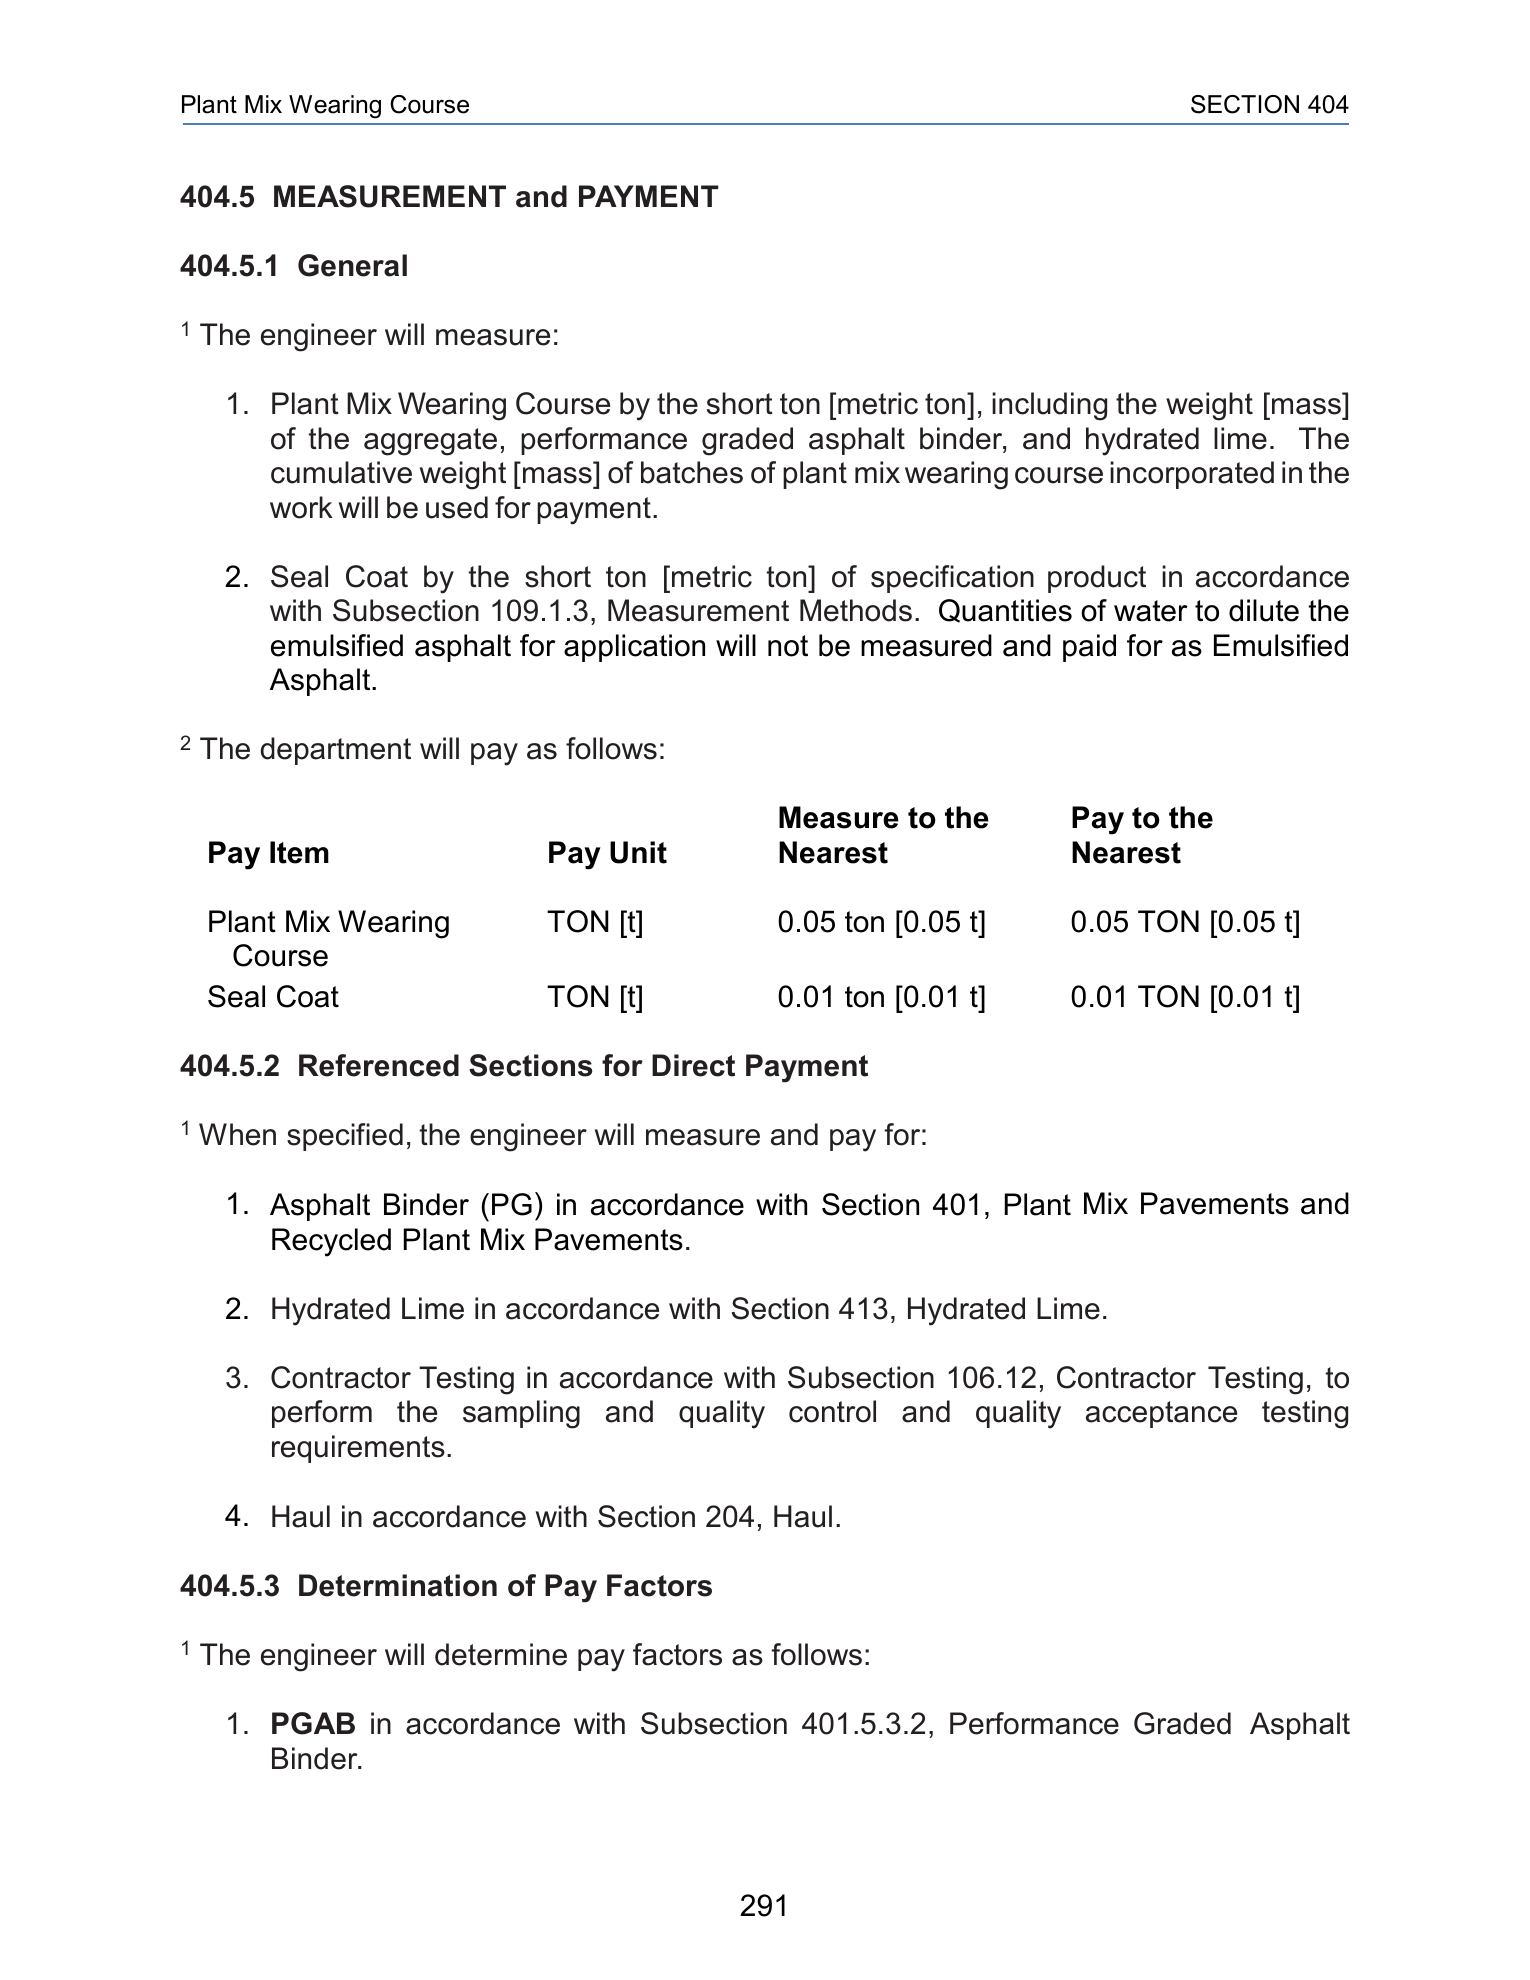 Plant Mix Wearing Course SECTION 404
404.5 MEASUREMENT and PAYMENT
404.5.1 General
1 The engineer will measure:
1. Plant Mix Wearing Course by the short ton [metric ton], including the weight [mass]
of the aggregate, performance graded asphalt binder, and hydrated lime. The
cumulative weight [mass] of batches of plant mix wearing course incorporated in the
work will be used for payment.
2. Seal Coat by the short ton [metric ton] of specification product in accordance
with Subsection 109.1.3, Measurement Methods. Quantities of water to dilute the
emulsified asphalt for application will not be measured and paid for as Emulsified
Asphalt.
2 The department will pay as follows:
Measure to the Pay to the
Pay Item Pay Unit Nearest Nearest
Plant Mix Wearing TON [t] 0.05 ton [0.05 t] 0.05 TON [0.05 t]
Course
Seal Coat TON [t] 0.01 ton [0.01 t] 0.01 TON [0.01 t]
404.5.2 Referenced Sections for Direct Payment
1 When specified, the engineer will measure and pay for:
1. Asphalt Binder (PG) in accordance with Section 401, Plant Mix Pavements and
Recycled Plant Mix Pavements.
2. Hydrated Lime in accordance with Section 413, Hydrated Lime.
3. Contractor Testing in accordance with Subsection 106.12, Contractor Testing, to
perform the sampling and quality control and quality acceptance testing
requirements.
4. Haul in accordance with Section 204, Haul.
404.5.3 Determination of Pay Factors
1 The engineer will determine pay factors as follows:
1. PGAB in accordance with Subsection 401.5.3.2, Performance Graded Asphalt
Binder.
291